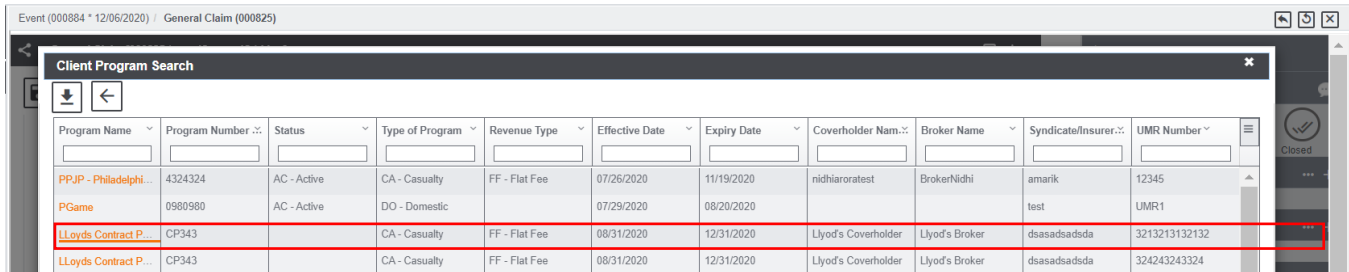 Event (000884 * 12/06/2020) / General Claim (000825)
Client Program Search
Program Name Program Number ... Status Type of Program Revenue Type Effective Date Expiry Date Coverholder Nam... Broker Name Syndicate/Insurer... UMR Number
Closed
PPJP - Philadelphi... 4324324 AC - Active CA - Casualty FF - Flat Fee 07/26/2020 11/19/2020 nidhiaroratest BrokerNidhi amarik 12345
PGame 0980980 AC - Active DO - Domestic 07/29/2020 08/20/2020 test UMR1
LLoyds Contract P... CP343 CA - Casualty FF - Flat Fee 08/31/2020 12/31/2020 Llyod's Coverholder Llyod's Broker dsasadsadsda 3213213132132
LLoyds Contract P... CP343 CA - Casualty FF - Flat Fee 08/31/2020 12/31/2020 Llyod's Coverholder Llyod's Broker dsasadsadsda 324243243324